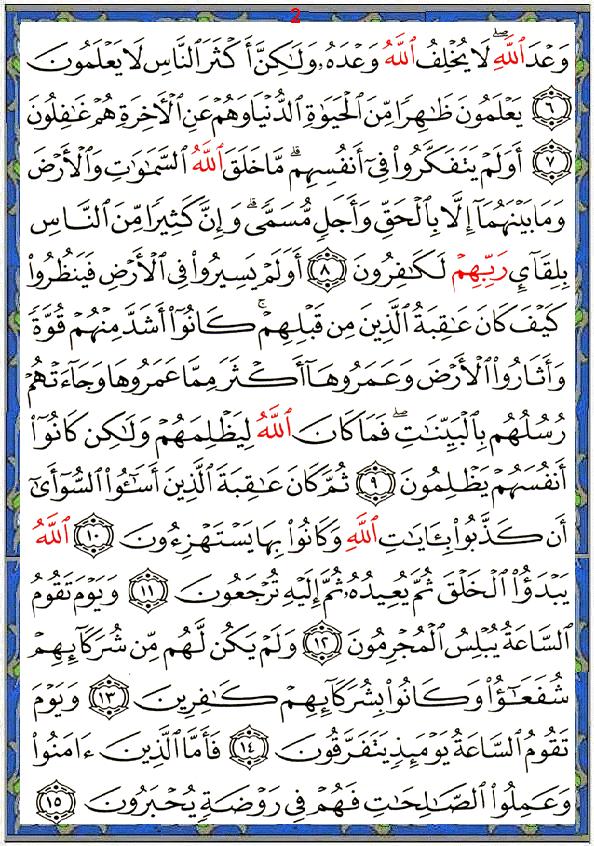 2
وَعْدَ ٱللَّهِ ۖ لَا يُخْلِفُ ٱللَّهُ وَعْدَهُۥ وَلَٰكِنَّ أَكْثَرَ ٱلنَّاسِ لَا يَعْلَمُونَ
﴿٦﴾ يَعْلَمُونَ ظَٰهِرًا مِّنَ ٱلْحَيَوٰةِ ٱلدُّنْيَا وَهُمْ عَنِ ٱلْءَاخِرَةِ هُمْ غَٰفِلُونَ
﴿٧﴾ أَوَلَمْ يَتَفَكَّرُوا۟ فِىٓ أَنفُسِهِم ۗ مَّا خَلَقَ ٱللَّهُ ٱلسَّمَٰوَٰتِ وَٱلْأَرْضَ
وَمَا بَيْنَهُمَآ إِلَّا بِٱلْحَقِّ وَأَجَلٍ مُّسَمًّى ۗ وَإِنَّ كَثِيرًا مِّنَ ٱلنَّاسِ
بِلِقَآئِ رَبِّهِمْ لَكَٰفِرُونَ ﴿٨﴾ أَوَلَمْ يَسِيرُوا۟ فِى ٱلْأَرْضِ فَيَنظُرُوا۟
كَيْفَ كَانَ عَٰقِبَةُ ٱلَّذِينَ مِن قَبْلِهِمْ ۚ كَانُوٓا۟ أَشَدَّ مِنْهُمْ قُوَّةً
وَأَثَارُوا۟ ٱلْأَرْضَ وَعَمَرُوهَآ أَكْثَرَ مِمَّا عَمَرُوهَا وَجَآءَتْهُمْ
رُسُلُهُم بِٱلْبَيِّنَٰتِ ۖ فَمَا كَانَ ٱللَّهُ لِيَظْلِمَهُمْ وَلَٰكِن كَانُوٓا۟
أَنفُسَهُمْ يَظْلِمُونَ ﴿٩﴾ ثُمَّ كَانَ عَٰقِبَةَ ٱلَّذِينَ أَسَٰٓـُٔوا۟ ٱلسُّوٓأَىٰٓ
أَن كَذَّبُوا۟ بِـَٔايَٰتِ ٱللَّهِ وَكَانُوا۟ بِهَا يَسْتَهْزِءُونَ ﴿١٠﴾ ٱللَّهُ
يَبْدَؤُا۟ ٱلْخَلْقَ ثُمَّ يُعِيدُهُۥ ثُمَّ إِلَيْهِ تُرْجَعُونَ ﴿١١﴾ وَيَوْمَ تَقُومُ
ٱلسَّاعَةُ يُبْلِسُ ٱلْمُجْرِمُونَ ﴿١٢﴾ وَلَمْ يَكُن لَّهُم مِّن شُرَكَآئِهِمْ
شُفَعَٰٓؤُا۟ وَكَانُوا۟ بِشُرَكَآئِهِمْ كَٰفِرِينَ ﴿١٣﴾ وَيَوْمَ
تَقُومُ ٱلسَّاعَةُ يَوْمَئِذٍ يَتَفَرَّقُونَ ﴿١٤﴾ فَأَمَّا ٱلَّذِينَ ءَامَنُوا۟
وَعَمِلُوا۟ ٱلصَّٰلِحَٰتِ فَهُمْ فِى رَوْضَةٍ يُحْبَرُونَ ﴿١٥﴾